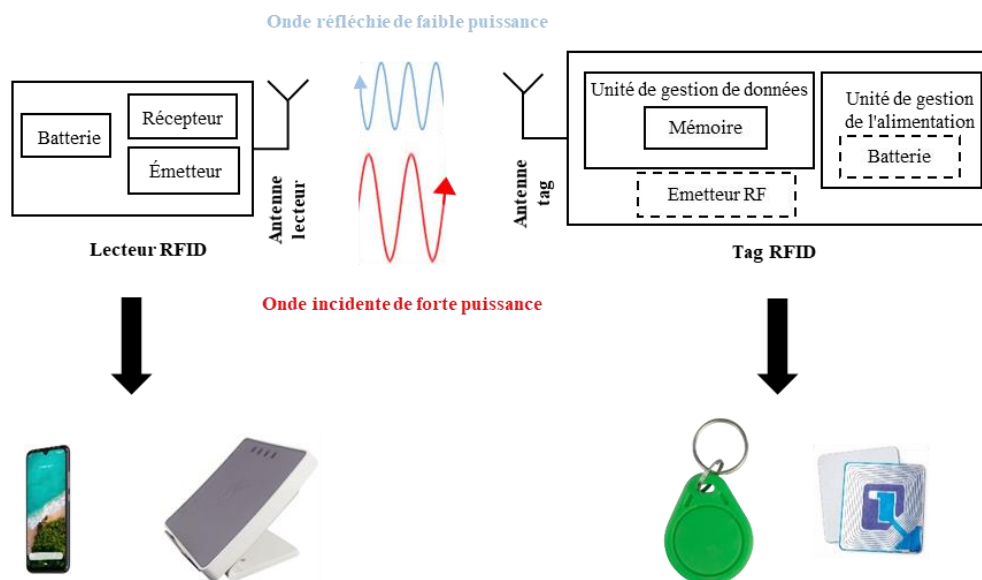 Onde réfléchie de faible puissance
Batterie
Récepteur
Émetteur
Antenne
lecteur
Lecteur RFID
Onde incidente de forte puissance
Antenne
tag
Unité de gestion de données
Mémoire
Emetteur RF
Unité de gestion
de l'alimentation
Batterie
Tag RFID